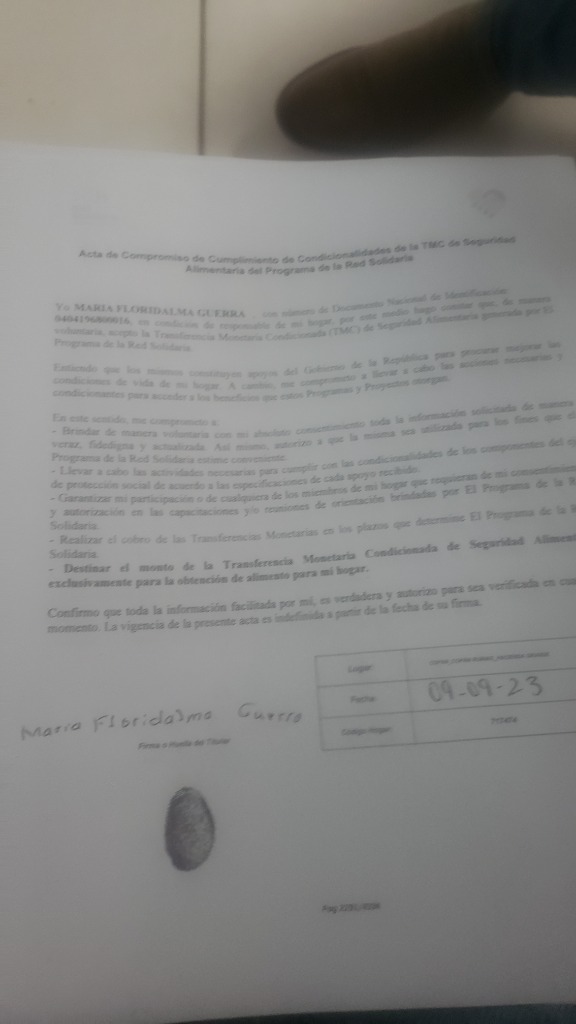 Acta de Compromiso de Cumplimiento de Condicionalidades de la TMC de Seguridad
Alimentaria del Programa de la Red Solidaria
Yo MARIA FLORIDALMA GUERRA, con número de Documento Nacional de Identificación:
en condición de responsable de mi hogar, por este medio hago constar que, de manera
voluntaria, acepto la Transferencia Monetaria Condicionada (TMC) de Seguridad Alimentaria generada por El
Programa de la Red Solidaria.
Entiendo que los mismos constituyen apoyos del Gobierno de la República para procurar mejorar las
condiciones de vida de mi hogar. A cambio, me comprometo a llevar a cabo las acciones necesarias y
condicionantes para acceder a los beneficios que estos Programas y Proyectos otorgan.
En este sentido, me comprometo a:
- Brindar de manera voluntaria con mi absoluto consentimiento toda la información solicitada de manera
veraz, fidedigna y actualizada. Así mismo, autorizo a que la misma sea utilizada para los fines que el
Programa de la Red Solidaria estime conveniente.
- Llevar a cabo las actividades necesarias para cumplir con las condicionalidades de los componentes del
de protección social de acuerdo a las especificaciones de cada apoyo recibido.
- Garantizar mi participación o de cualquiera de los miembros de mi hogar que requieran de mi consentimien
y autorización en las capacitaciones y/o reuniones de orientación brindadas por El Programa de la R
Solidaria.
- Realizar el cobro de las Transferencias Monetarias en los plazos que determine El Programa de la R
Solidaria.
- Destinar el monto de la Transferencia Monetaria Condicionada de Seguridad Alimen
exclusivamente para la obtención de alimento para mi hogar.
Confirmo que toda la información facilitada por mí, es verdadera y autorizo para sea verificada en cua
momento. La vigencia de la presente acta es indefinida a partir de la fecha de su firma.
Lugar:
Fecha: 09-09-23
Código Hogar:
Maria Floridalma Guerra
Firma o Huella del Titular